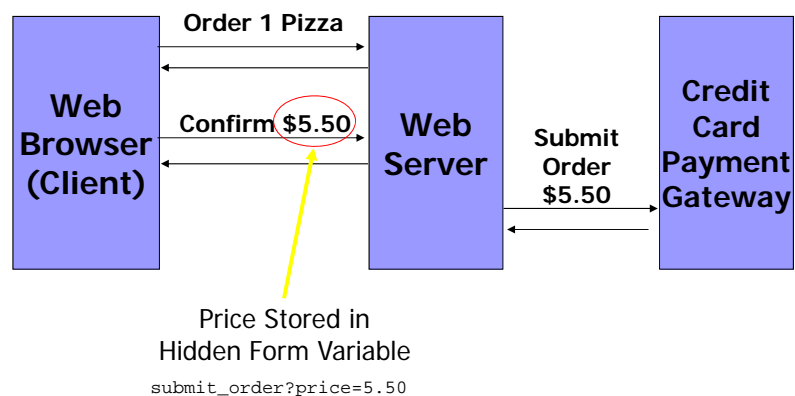 Order 1 Pizza
Web
Browser
(Client)
Confirm $5.50
Web
Server
Submit
Order
$5.50
Credit
Card
Payment
Gateway
Price Stored in
Hidden Form Variable
submit_order?price=5.50